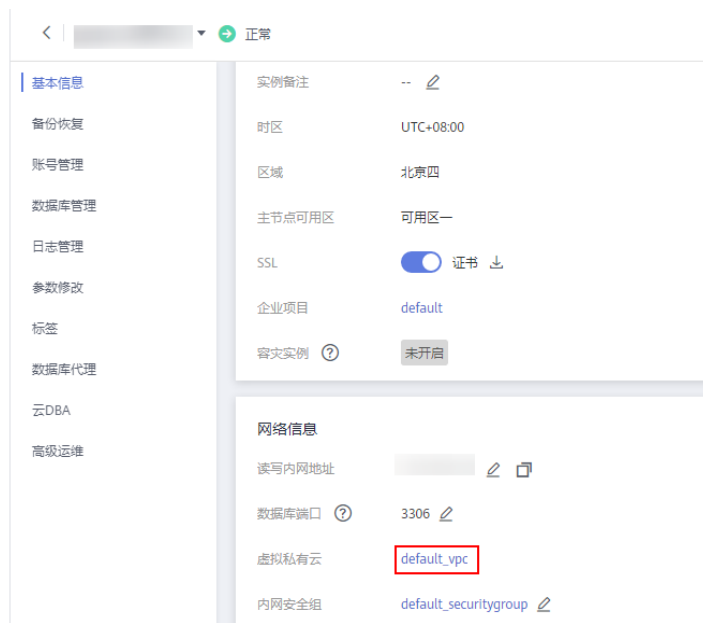 正常
基本信息
备份恢复
账号管理
数据库管理
日志管理
参数修改
标签
数据库代理
云DBA
高级运维
实例备注 --
时区 UTC+08:00
区域 北京四
主节点可用区 可用区一
SSL 证书
企业项目 default
容灾实例 ? 未开启
网络信息
读写内网地址
数据库端口 ? 3306
虚拟私有云 default_vpc
内网安全组 default_securitygroup